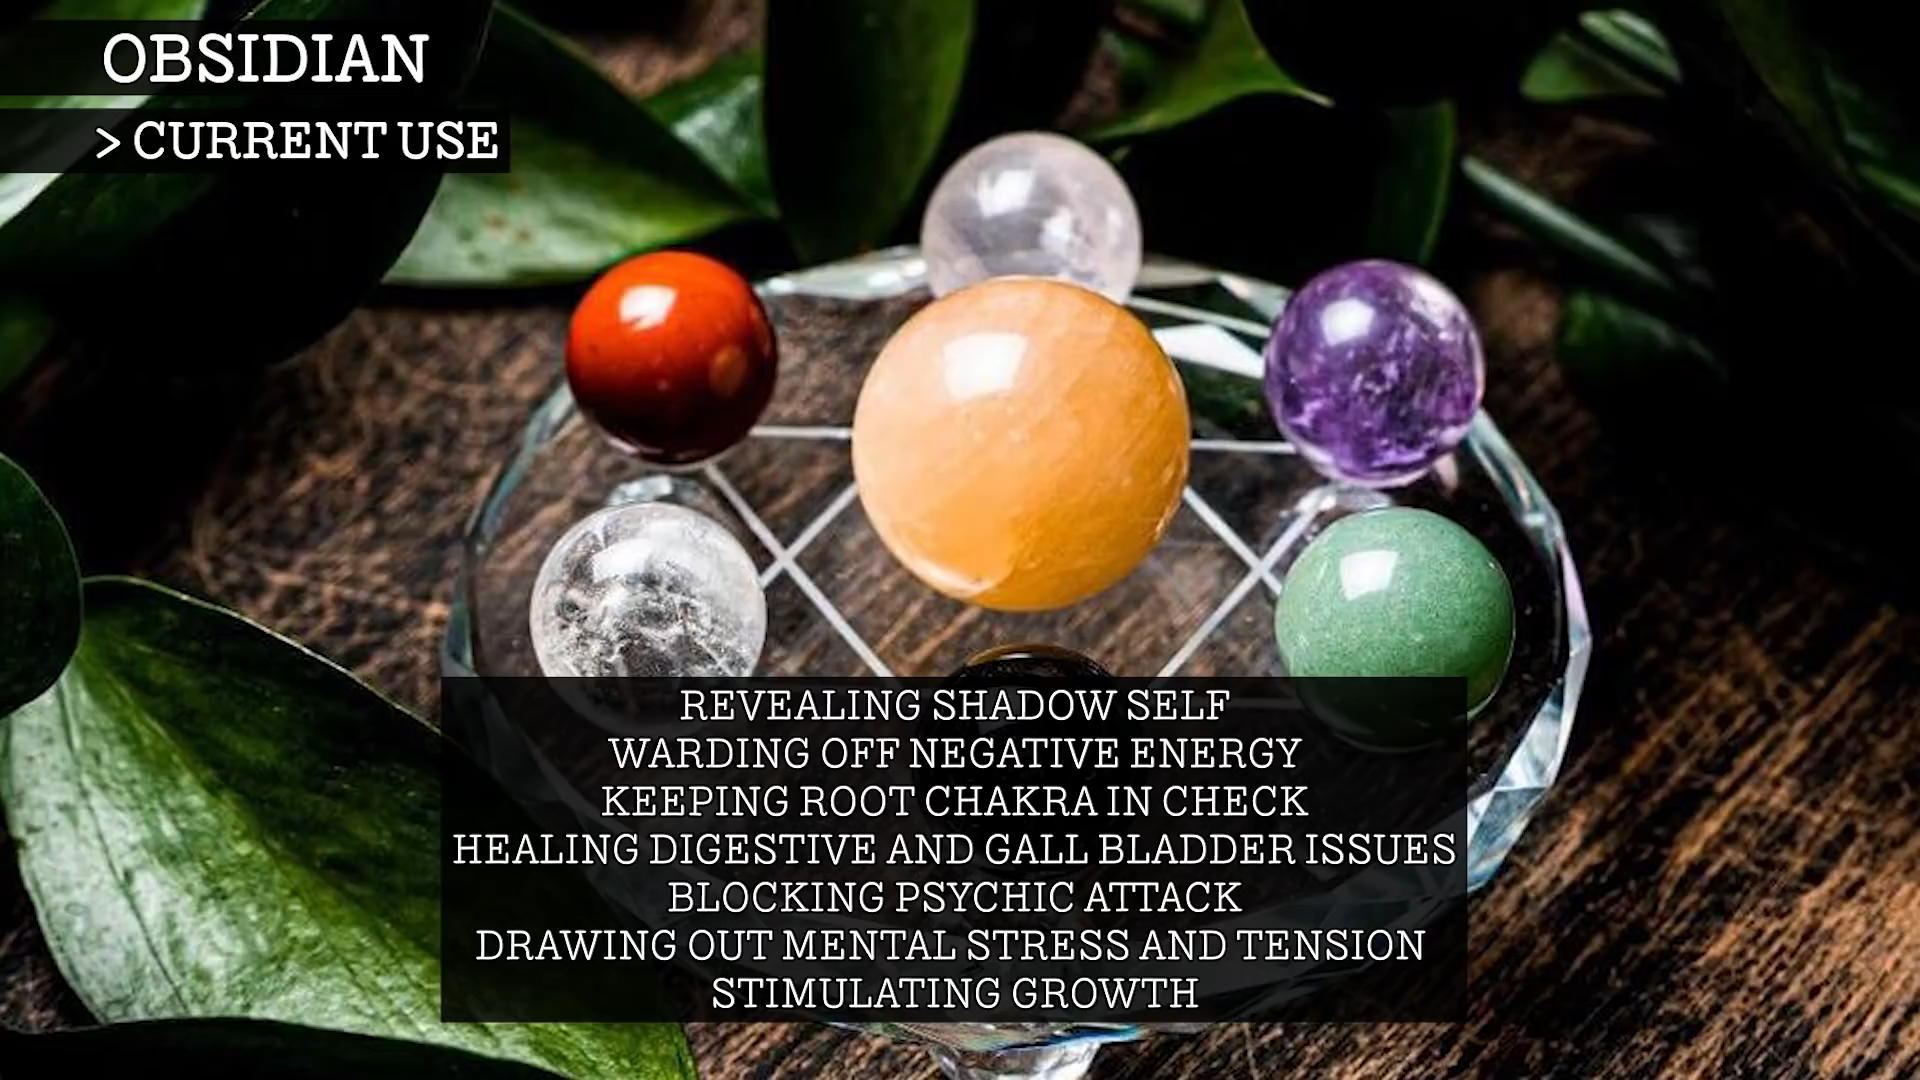 OBSIDIAN
> CURRENT USE
REVEALING SHADOW SELF
WARDING OFF NEGATIVE ENERGY
KEEPING ROOT CHAKRA IN CHECK
HEALING DIGESTIVE AND GALL BLADDER ISSUES
BLOCKING PSYCHIC ATTACK
DRAWING OUT MENTAL STRESS AND TENSION
STIMULATING GROWTH